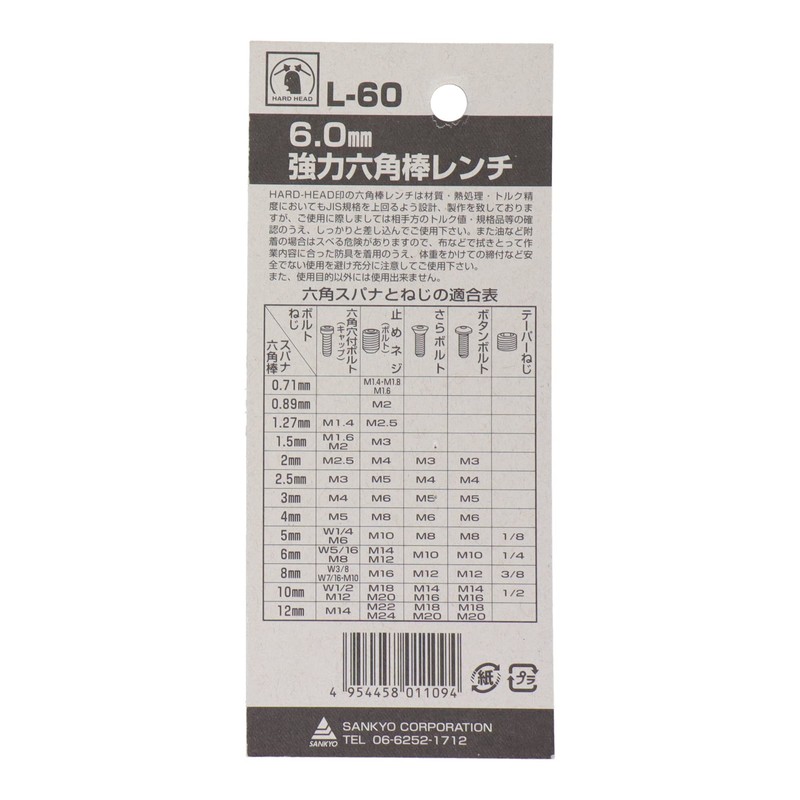 HARD HEAD
L-60
6.0mm
強力六角棒レンチ
HARD-HEAD印の六角棒レンチは材質・熱処理・トルク精
度においてもJIS規格を上回るよう設計、製作を致しておりま
すが、ご使用に際しましては相手方のトルク値・規格品等の確
認のうえ、しっかりと差し込んでご使用下さい。また油など附
着の場合はスベる危険がありますので、布などで拭きとって作
業内容に合った防具を着用のうえ、体重をかけての締付など安
全でない使用を避け充分に注意してご使用下さい。
また、使用目的以外には使用出来ません。
六角スパナとねじの適合表
ボルトねじ スパナ六角棒 六角穴付ボルト(キャップ) 止めネジ(ボルト) さらボルト ボタンボルト テーパーねじ
0.71mm M1.4・M1.8 M1.6
0.89mm M2
1.27mm M1.4 M2.5
1.5mm M1.6 M2 M3
2mm M2.5 M4 M3 M3
2.5mm M3 M5 M4 M4
3mm M4 M6 M5 M5
4mm M5 M8 M6 M6
5mm W1/4 M6 M10 M8 M8 1/8
6mm W5/16 M8 M14 M12 M10 M10 1/4
8mm W3/8 W7/16・M10 M16 M12 M12 3/8
10mm W1/2 M12 M18 M20 M14 M16 M14 M16 1/2
12mm M14 M22 M24 M18 M20 M18 M20
4 954458 011094
紙
プラ
SANKYO
SANKYO CORPORATION
TEL 06-6252-1712